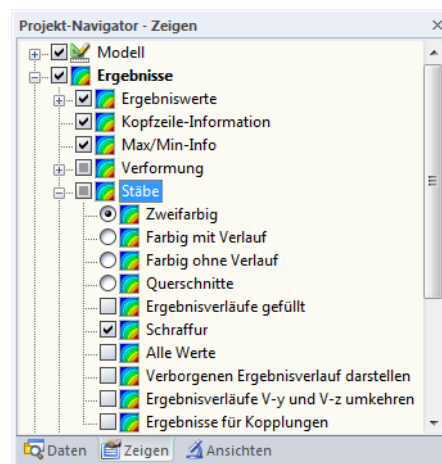 Projekt-Navigator - Zeigen
Modell
Ergebnisse
Ergebniswerte
Kopfzeile-Information
Max/Min-Info
Verformung
Stäbe
Zweifarbig
Farbig mit Verlauf
Farbig ohne Verlauf
Querschnitte
Ergebnisverläufe gefüllt
Schraffur
Alle Werte
Verborgenen Ergebnisverlauf darstellen
Ergebnisverläufe V-y und V-z umkehren
Ergebnisse für Kopplungen
Daten Zeigen Ansichten